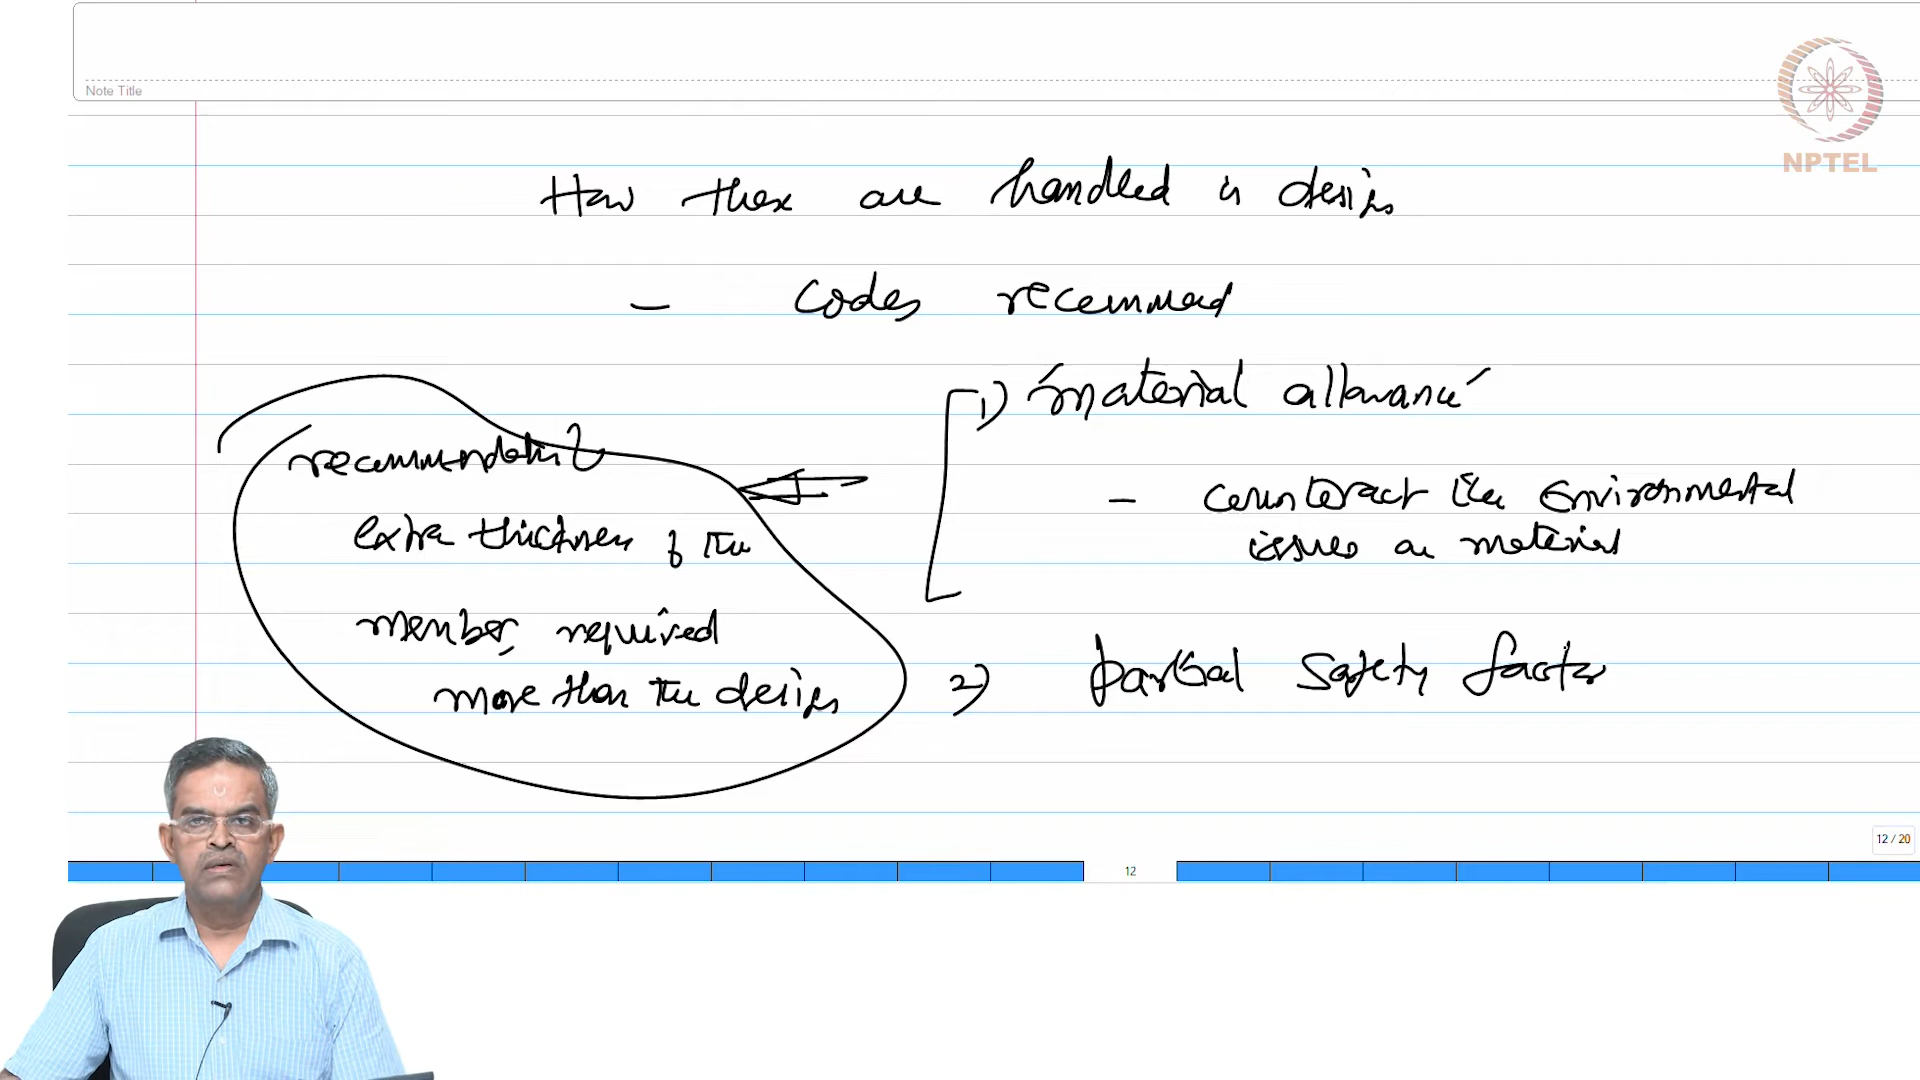 Note Title
NPTEL
How these are handled in design
- codes recommend
1) 'material allowance'
- counteract the environmental
issues on material
recommendation
extra thickness of the
member, required
more than the design
2) partial safety factor
12 / 20
12